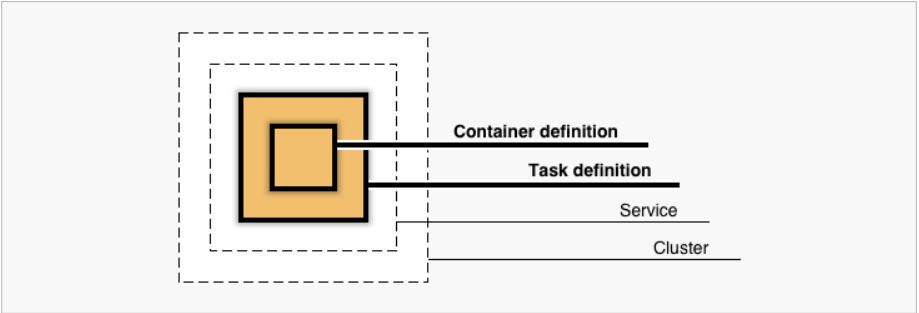 Container definition
Task definition
Service
Cluster